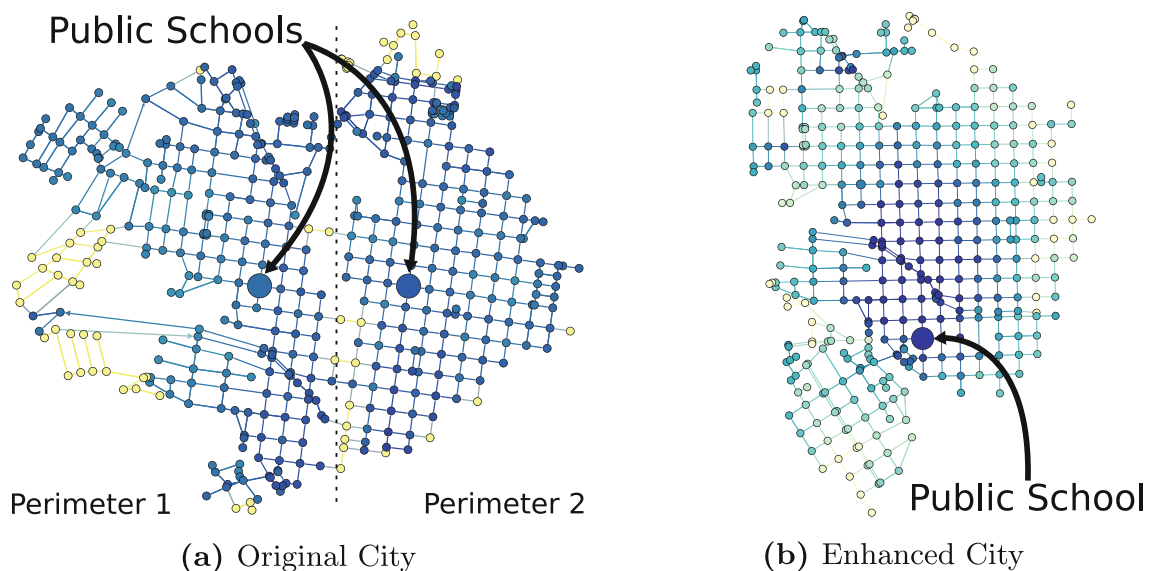 Public Schools
Perimeter 1
Perimeter 2
(a) Original City
Public School
(b) Enhanced City